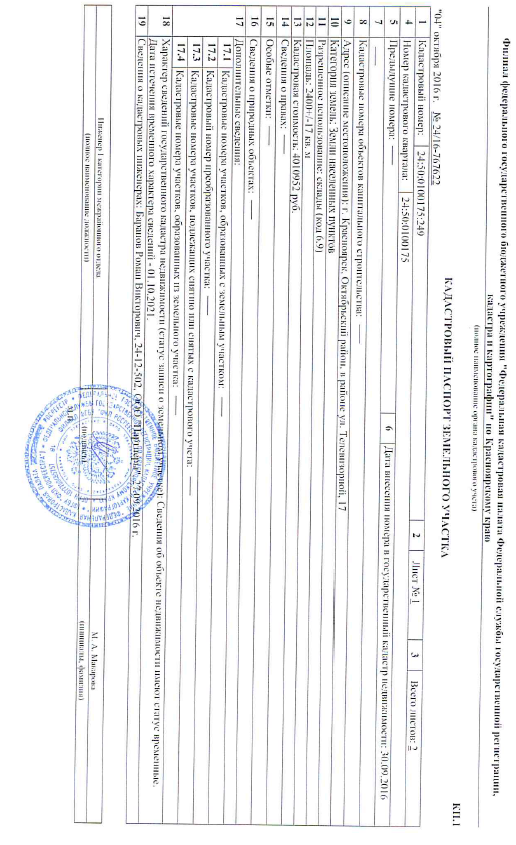 Филиал федерального государственного бюджетного учреждения "Федеральная кадастровая палата Федеральной службы государственной регистрации,
кадастра и картографии" по Красноярскому краю
(полное наименование органа кадастрового учета)
КП.1
КАДАСТРОВЫЙ ПАСПОРТ ЗЕМЕЛЬНОГО УЧАСТКА
"04" октября 2016 г. № 24/16-767622
1 Кадастровый номер: 24:50:0100175:249 2 Лист № 1 3 Всего листов: 2
4 Номер кадастрового квартала: 24:50:0100175
5 Предыдущие номера: —— 6 Дата внесения номера в государственный кадастр недвижимости: 30.09.2016
7 ——
8 Кадастровые номера объектов капитального строительства: ——
9 Адрес (описание местоположения): г. Красноярск, Октябрьский район, в районе ул. Телевизорной, 17
10 Категория земель: Земли населенных пунктов
11 Разрешенное использование: склады (код 6.9)
12 Площадь: 2400+/-17 кв. м
13 Кадастровая стоимость: 4010952 руб.
14 Сведения о правах: ——
15 Особые отметки: ——
16 Сведения о природных объектах: ——
17 Дополнительные сведения:
17.1 Кадастровые номера участков, образованных с земельным участком: ——
17.2 Кадастровый номер преобразованного участка: ——
17.3 Кадастровые номера участков, подлежащих снятию или снятых с кадастрового учета: ——
17.4 Кадастровые номера участков, образованных из земельного участка: ——
18 Характер сведений государственного кадастра недвижимости (статус записи о земельном участке): Сведения об объекте недвижимости имеют статус временные.
Дата истечения временного характера сведений - 01.10.2021.
19 Сведения о кадастровых инженерах: Баранов Роман Викторович, 24-12-502, ООО 27.09.2016 г.
Инженер I категории межрайонного отдела М. А. Макарова
(полное наименование должности) (подпись) (инициалы, фамилия)